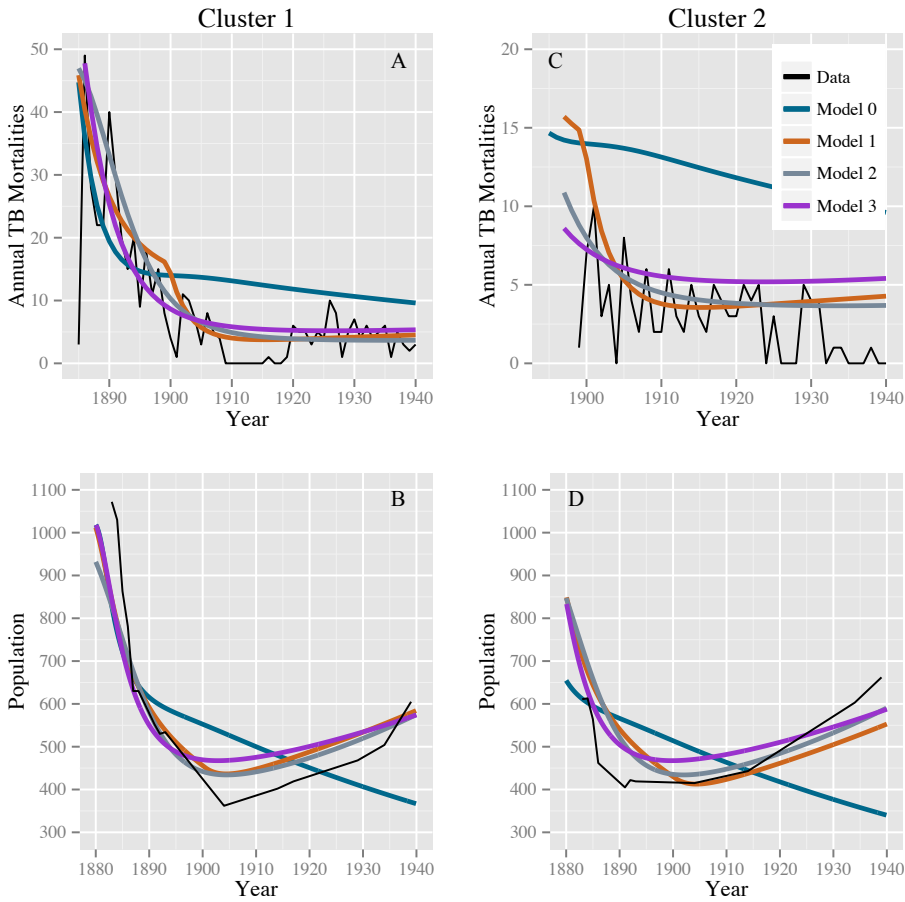 Cluster 1
Cluster 2
Annual TB Mortalities
50
40
30
20
10
0
A
1890 1900 1910 1920 1930 1940
Year
Annual TB Mortalities
20
15
10
5
0
C
Data
Model 0
Model 1
Model 2
Model 3
1900 1910 1920 1930 1940
Year
Population
1100
1000
900
800
700
600
500
400
300
B
1880 1890 1900 1910 1920 1930 1940
Year
Population
1100
1000
900
800
700
600
500
400
300
D
1880 1890 1900 1910 1920 1930 1940
Year